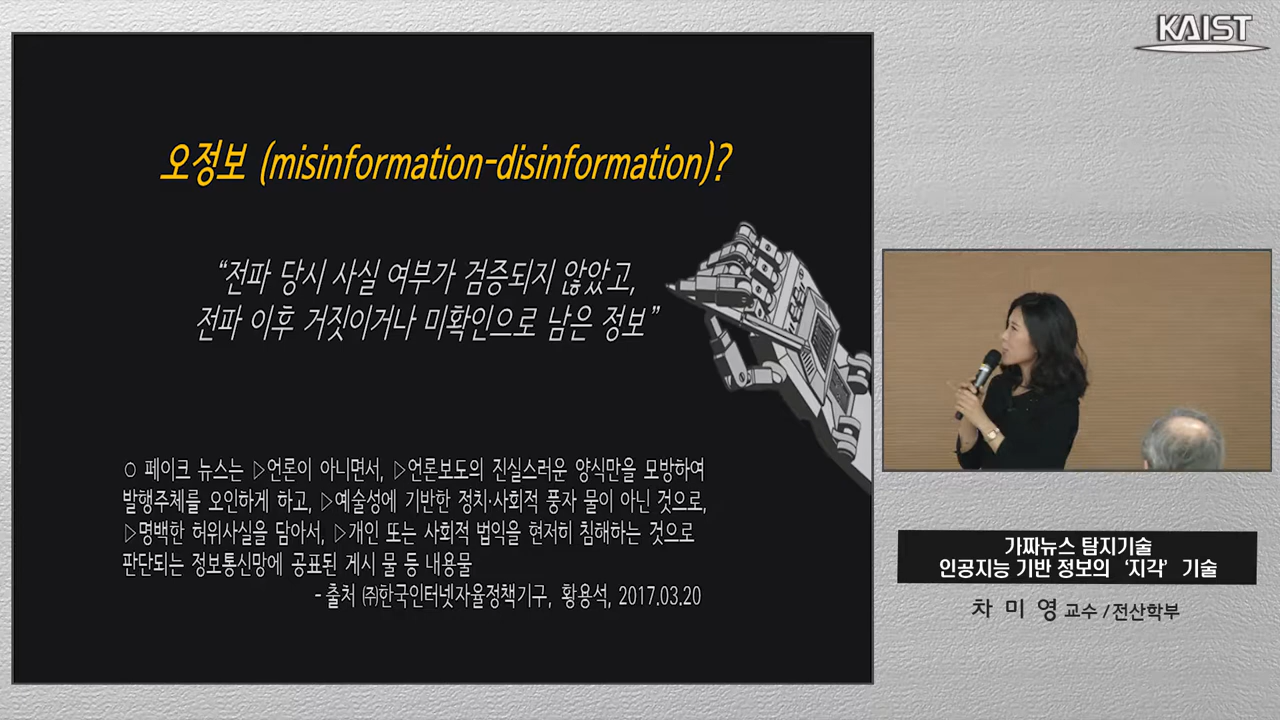 KAIST
오정보 (misinformation-disinformation)?
“전파 당시 사실 여부가 검증되지 않았고,
전파 이후 거짓이거나 미확인으로 남은 정보”
○ 페이크 뉴스는 ▷언론이 아니면서, ▷언론보도의 진실스러운 양식만을 모방하여
발행주체를 오인하게 하고, ▷예술성에 기반한 정치·사회적 풍자 물이 아닌 것으로,
▷명백한 허위사실을 담아서, ▷개인 또는 사회적 법익을 현저히 침해하는 것으로
판단되는 정보통신망에 공표된 게시 물 등 내용물
- 출처 ㈜한국인터넷자율정책기구, 황용석, 2017.03.20
가짜뉴스 탐지기술
인공지능 기반 정보의 ‘지각’ 기술
차 미 영 교수 / 전산학부